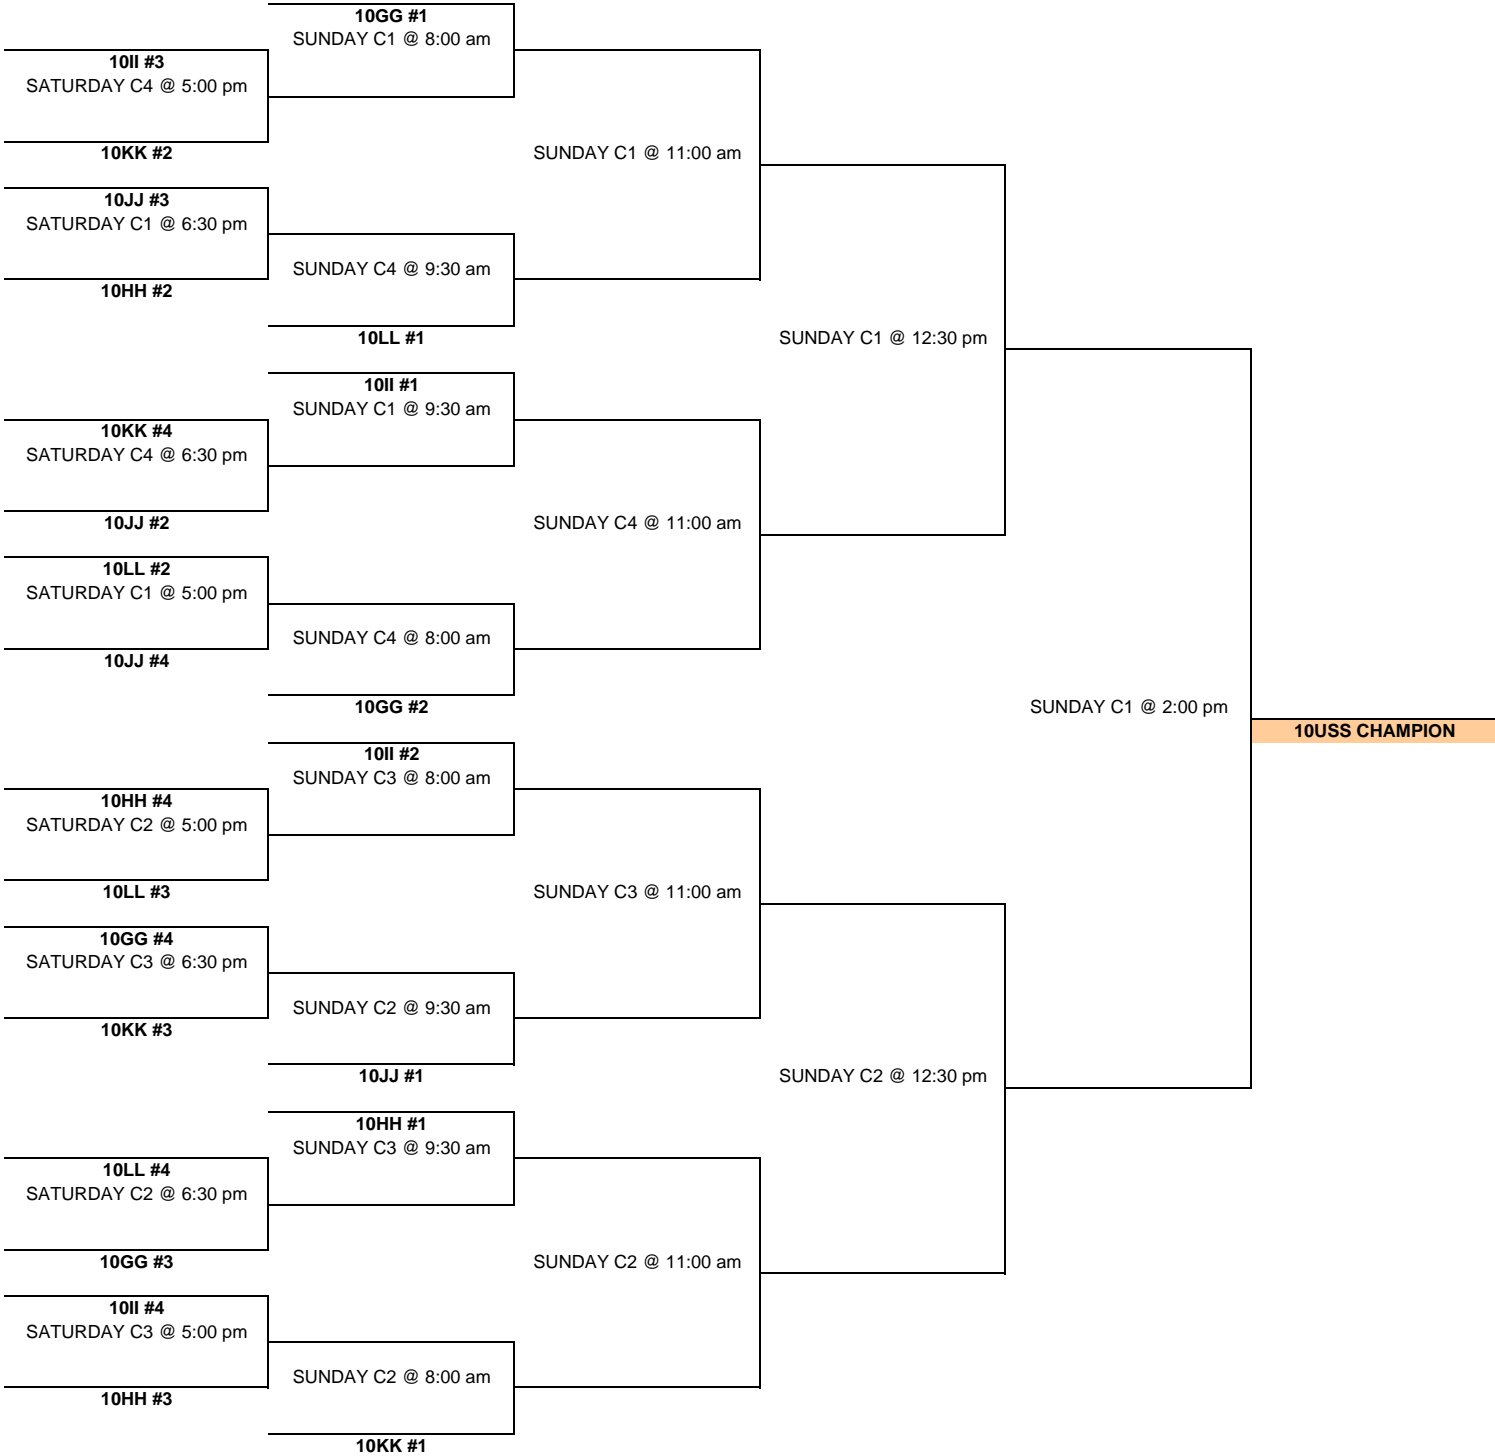 10GG #1
SUNDAY C1 @ 8:00 am
10II #3
SATURDAY C4 @ 5:00 pm
10KK #2
SUNDAY C1 @ 11:00 am
10JJ #3
SATURDAY C1 @ 6:30 pm
SUNDAY C4 @ 9:30 am
10HH #2
10LL #1
SUNDAY C1 @ 12:30 pm
10II #1
SUNDAY C1 @ 9:30 am
10KK #4
SATURDAY C4 @ 6:30 pm
10JJ #2
SUNDAY C4 @ 11:00 am
10LL #2
SATURDAY C1 @ 5:00 pm
SUNDAY C4 @ 8:00 am
10JJ #4
10GG #2
SUNDAY C1 @ 2:00 pm
10USS CHAMPION
10II #2
SUNDAY C3 @ 8:00 am
10HH #4
SATURDAY C2 @ 5:00 pm
10LL #3
SUNDAY C3 @ 11:00 am
10GG #4
SATURDAY C3 @ 6:30 pm
SUNDAY C2 @ 9:30 am
10KK #3
10JJ #1
SUNDAY C2 @ 12:30 pm
10HH #1
SUNDAY C3 @ 9:30 am
10LL #4
SATURDAY C2 @ 6:30 pm
10GG #3
SUNDAY C2 @ 11:00 am
10II #4
SATURDAY C3 @ 5:00 pm
SUNDAY C2 @ 8:00 am
10HH #3
10KK #1